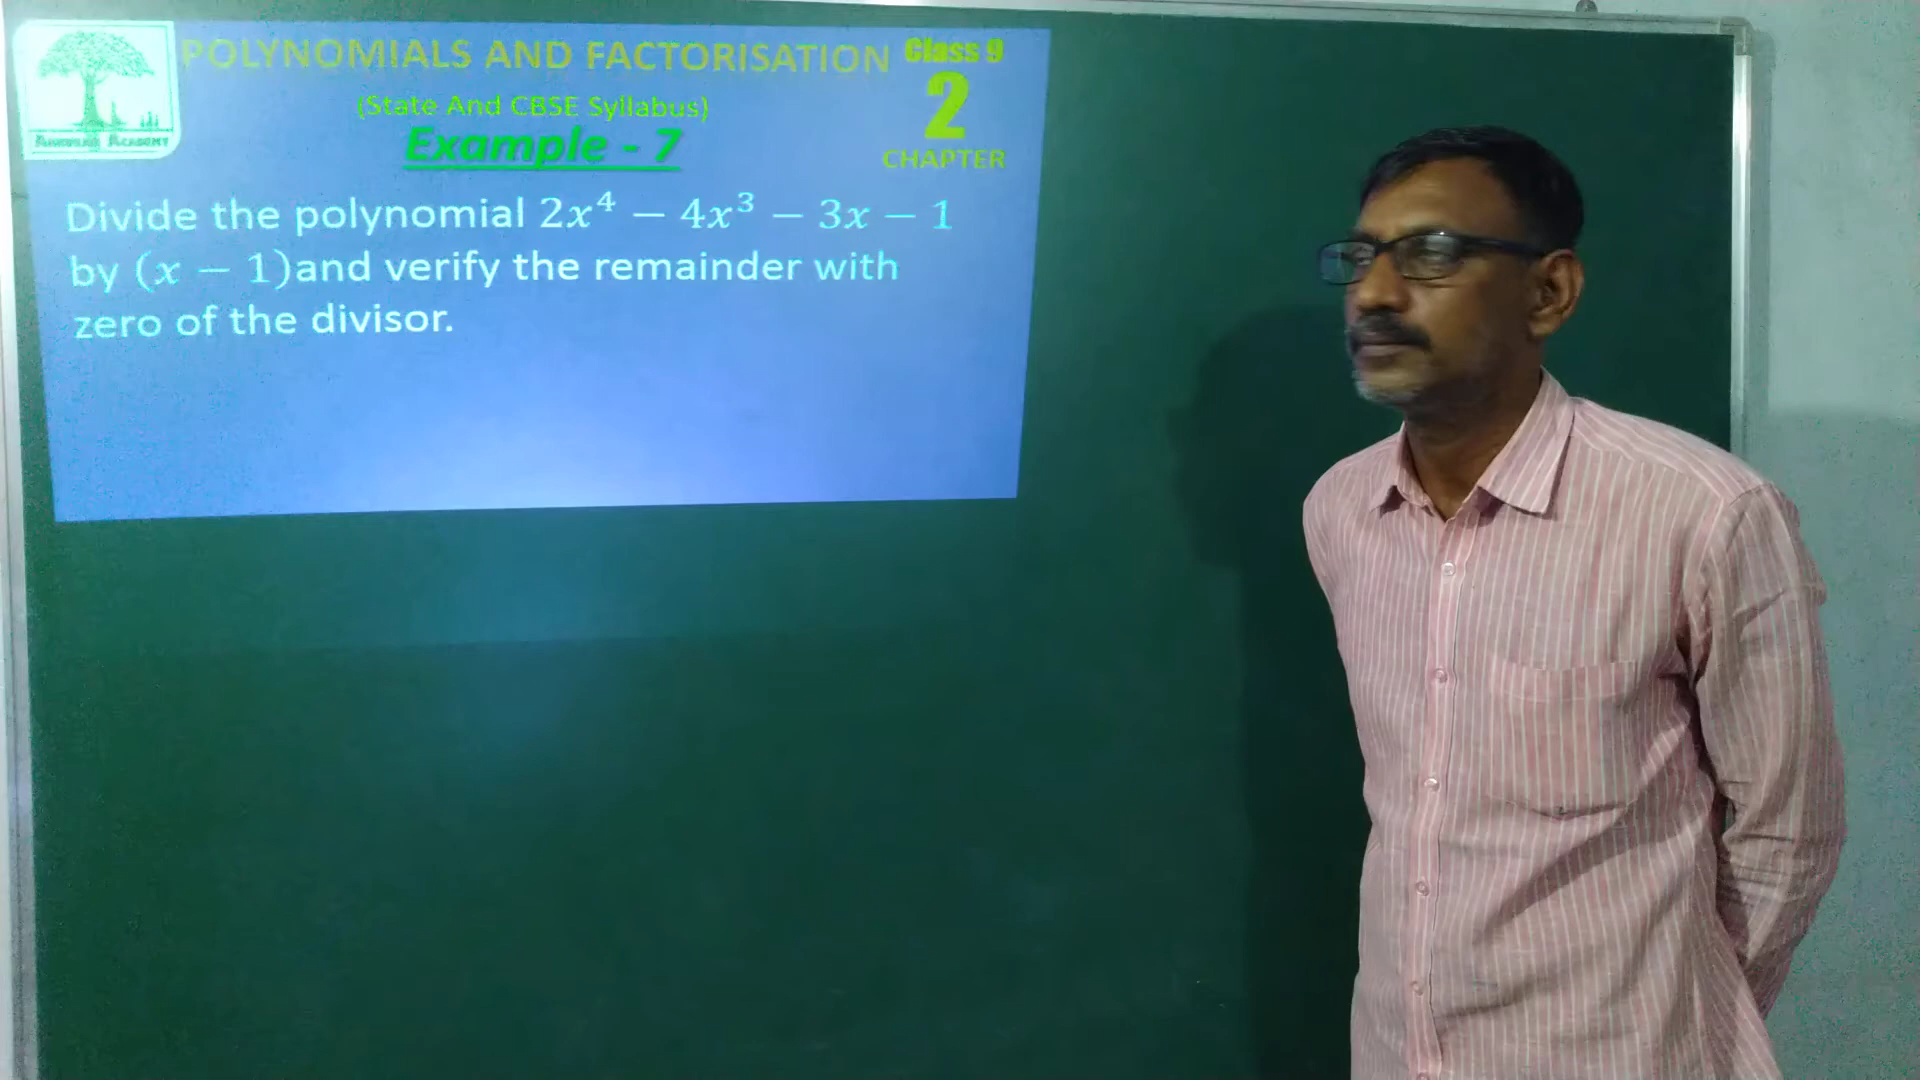 POLYNOMIALS AND FACTORISATION
Class 9
(State And CBSE Syllabus)
2
CHAPTER
Example - 7
Divide the polynomial 2x⁴ − 4x³ − 3x − 1
by (x − 1)and verify the remainder with
zero of the divisor.
Academy